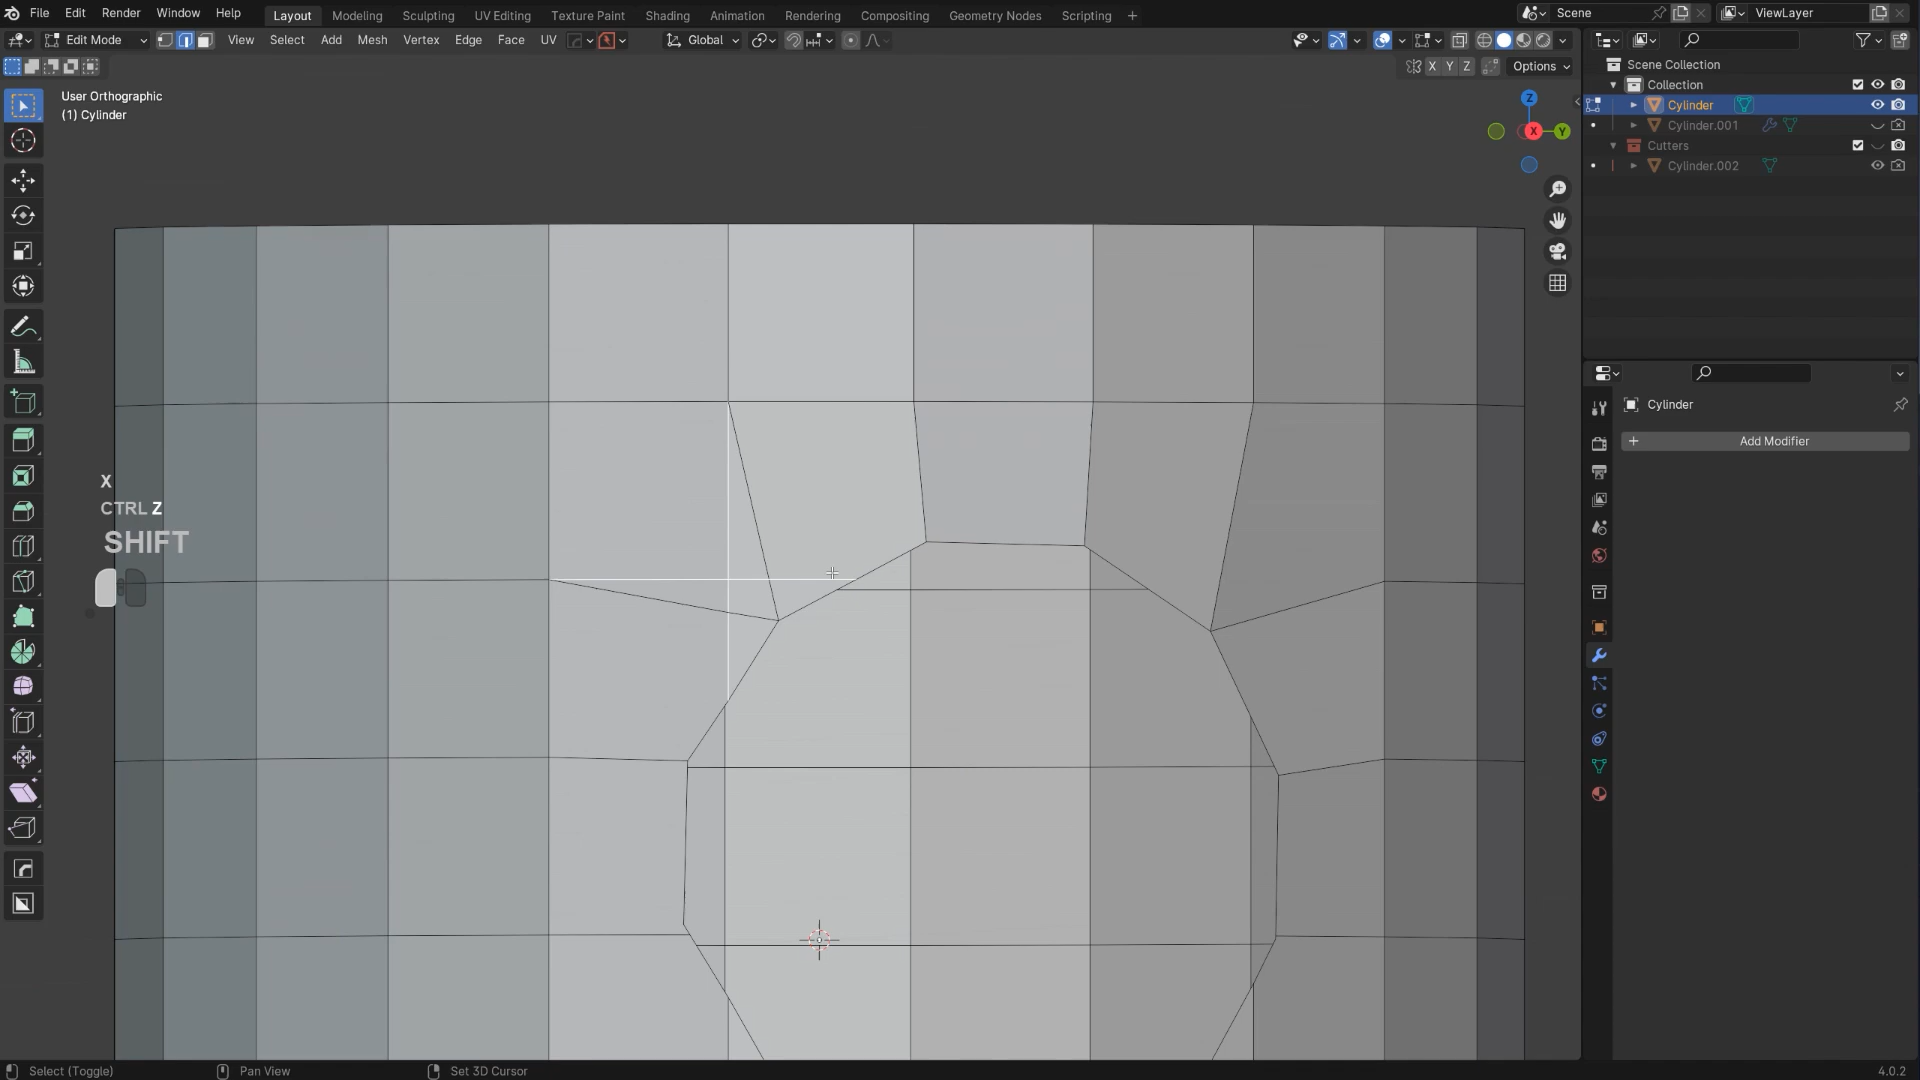 File Edit Render Window Help Layout Modeling Sculpting UV Editing Texture Paint Shading Animation Rendering Compositing Geometry Nodes Scripting + Scene ViewLayer
Edit Mode View Select Add Mesh Vertex Edge Face UV Global
X Y Z Options
User Orthographic
(1) Cylinder
Z
X Y
Scene Collection
Collection
Cylinder
Cylinder.001
Cutters
Cylinder.002
Cylinder
+ Add Modifier
X
CTRL Z
SHIFT
Select (Toggle) Pan View Set 3D Cursor 4.0.2